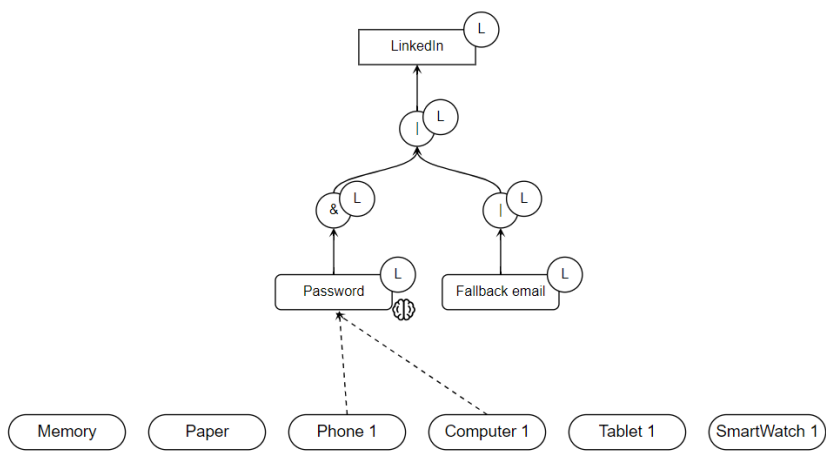 L
LinkedIn
L
|
L
&
L
|
L
Password
L
Fallback email
L
Memory
Paper
Phone 1
Computer 1
Tablet 1
SmartWatch 1